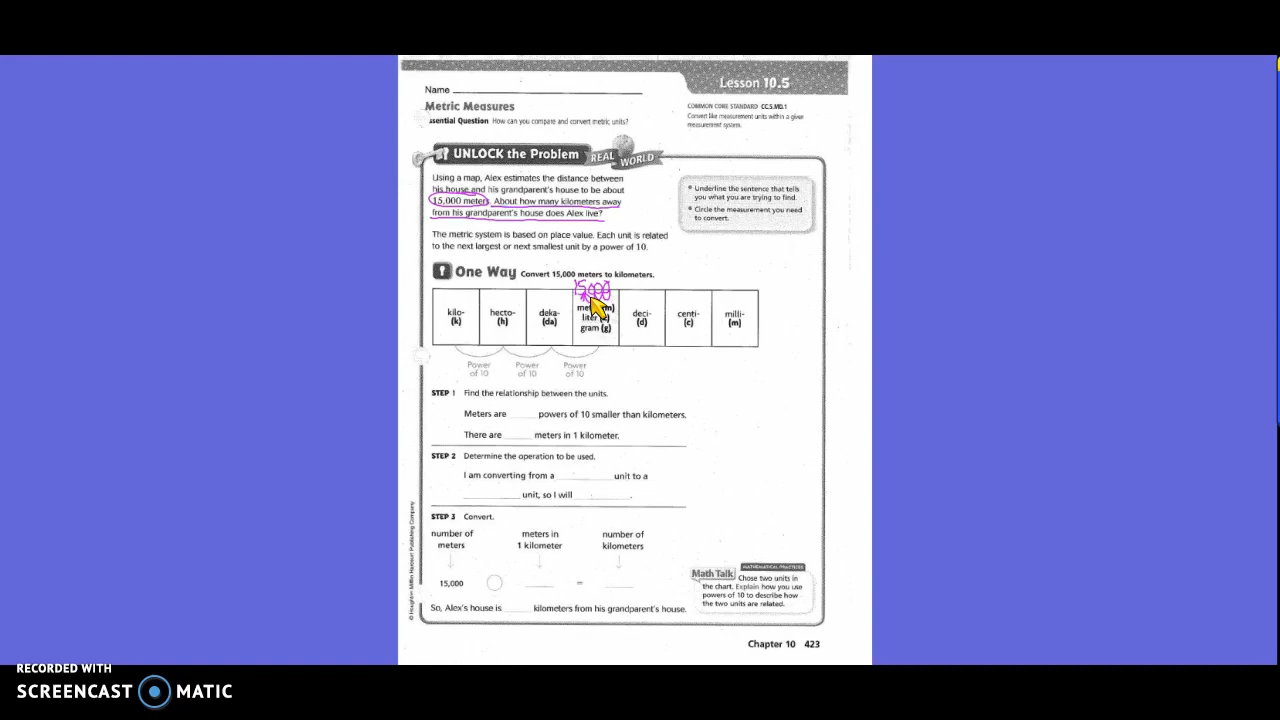 Lesson 10.5
Name
Metric Measures
COMMON CORE STANDARD CC.5.MD.1
Convert like measurement units within a given
measurement system.
ssential Question How can you compare and convert metric units?
UNLOCK the Problem REAL WORLD
Using a map, Alex estimates the distance between
his house and his grandparent's house to be about
15,000 meters. About how many kilometers away
from his grandparent's house does Alex live?
• Underline the sentence that tells
you what you are trying to find.
• Circle the measurement you need
to convert.
The metric system is based on place value. Each unit is related
to the next largest or next smallest unit by a power of 10.
One Way Convert 15,000 meters to kilometers.
15,000
kilo- (k) hecto- (h) deka- (da) liter gram (g) deci- (d) centi- (c) milli- (m)
Power of 10 Power of 10 Power of 10
STEP 1 Find the relationship between the units.
Meters are powers of 10 smaller than kilometers.
There are meters in 1 kilometer.
STEP 2 Determine the operation to be used.
I am converting from a unit to a
unit, so I will .
STEP 3 Convert.
number of meters meters in 1 kilometer number of kilometers
15,000 =
So, Alex's house is kilometers from his grandparent's house.
Math Talk MATHEMATICAL PRACTICES
Chose two units in
the chart. Explain how you use
powers of 10 to describe how
the two units are related.
© Houghton Mifflin Harcourt Publishing Company
Chapter 10 423
RECORDED WITH
SCREENCAST MATIC